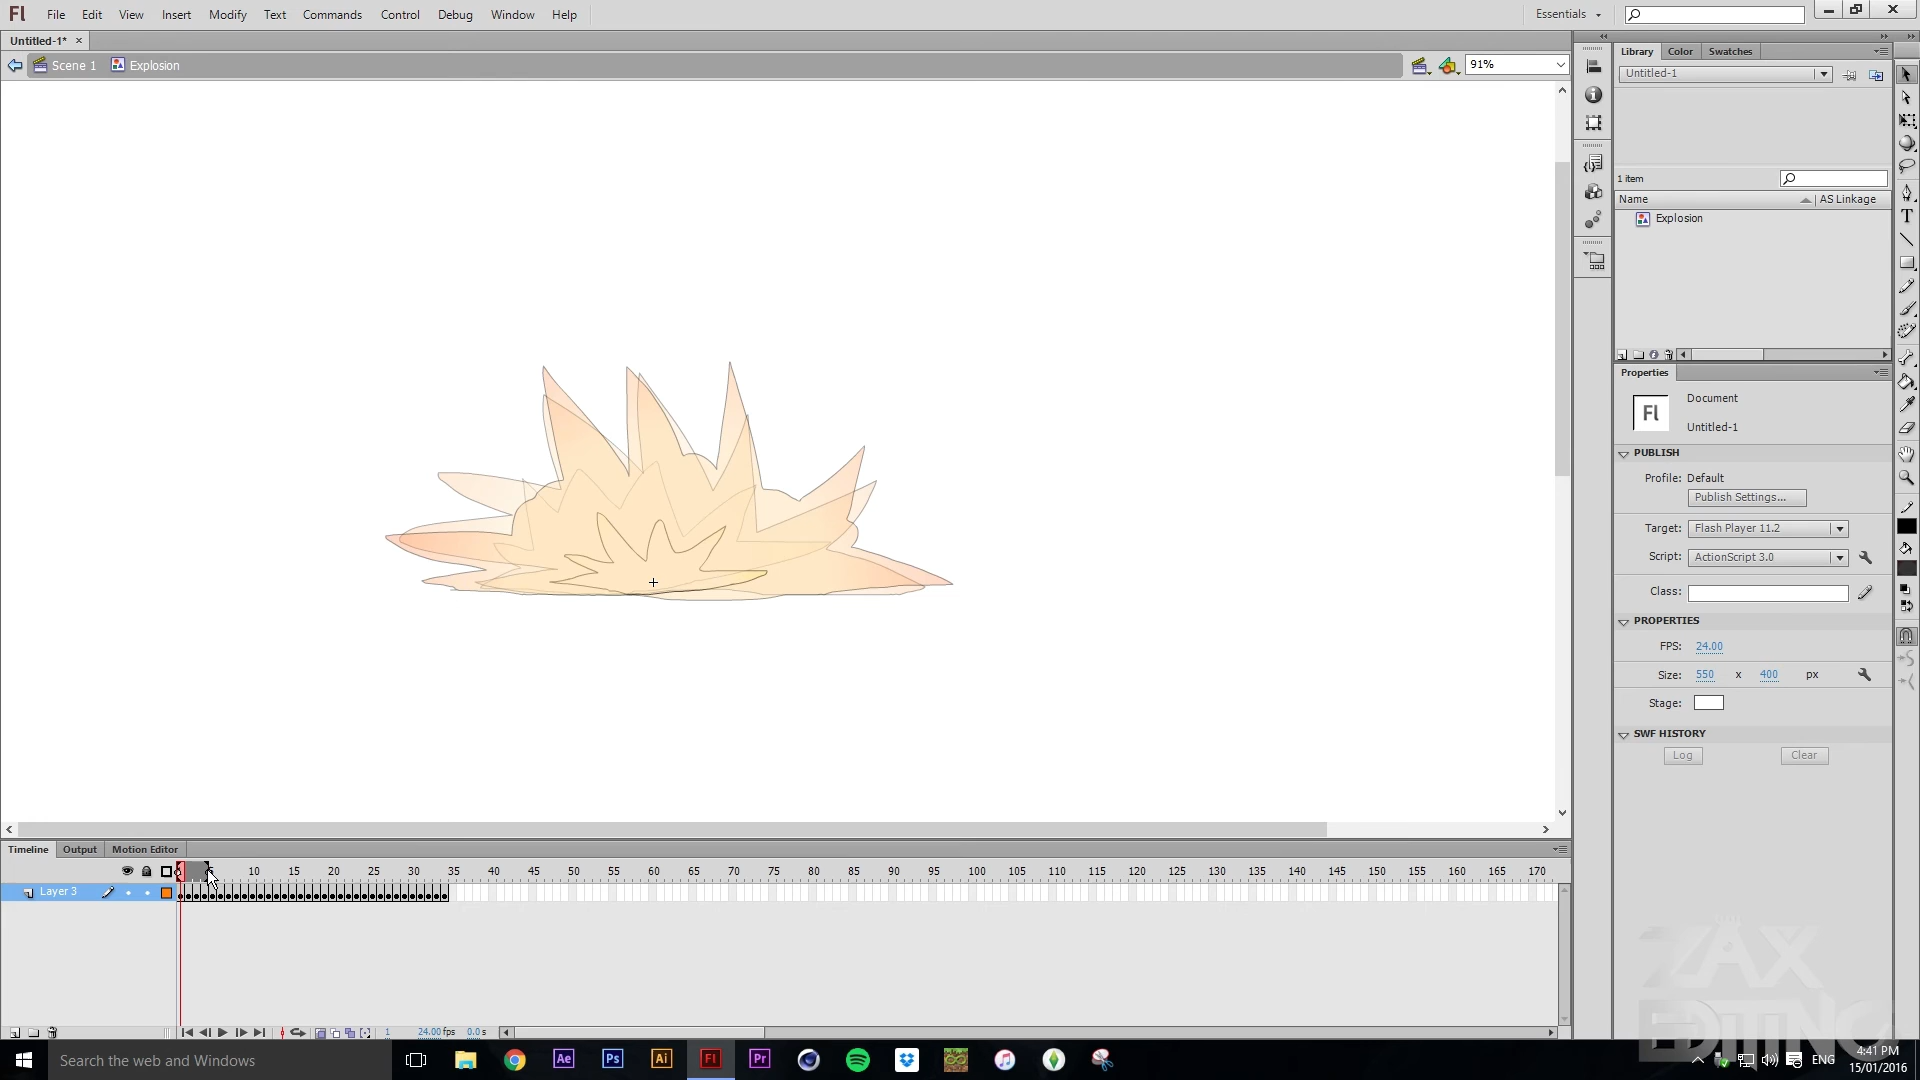 Fl File Edit View Insert Modify Text Commands Control Debug Window Help Essentials
Untitled-1* ×
Scene 1 Explosion 91%
Library Color Swatches
Untitled-1
1 item
Name AS Linkage
Explosion
Properties
Fl Document
Untitled-1
PUBLISH
Profile: Default
Publish Settings...
Target: Flash Player 11.2
Script: ActionScript 3.0
Class:
PROPERTIES
FPS: 24.00
Size: 550 x 400 px
Stage:
SWF HISTORY
Log Clear
Timeline Output Motion Editor
10 15 20 25 30 35 40 45 50 55 60 65 70 75 80 85 90 95 100 105 110 115 120 125 130 135 140 145 150 155 160 165 170
Layer 3
1 24.00 fps 0.0 s
ZAX
EDITING
Search the web and Windows
Ae Ps Ai Fl Pr
ENG
4:41 PM
15/01/2016